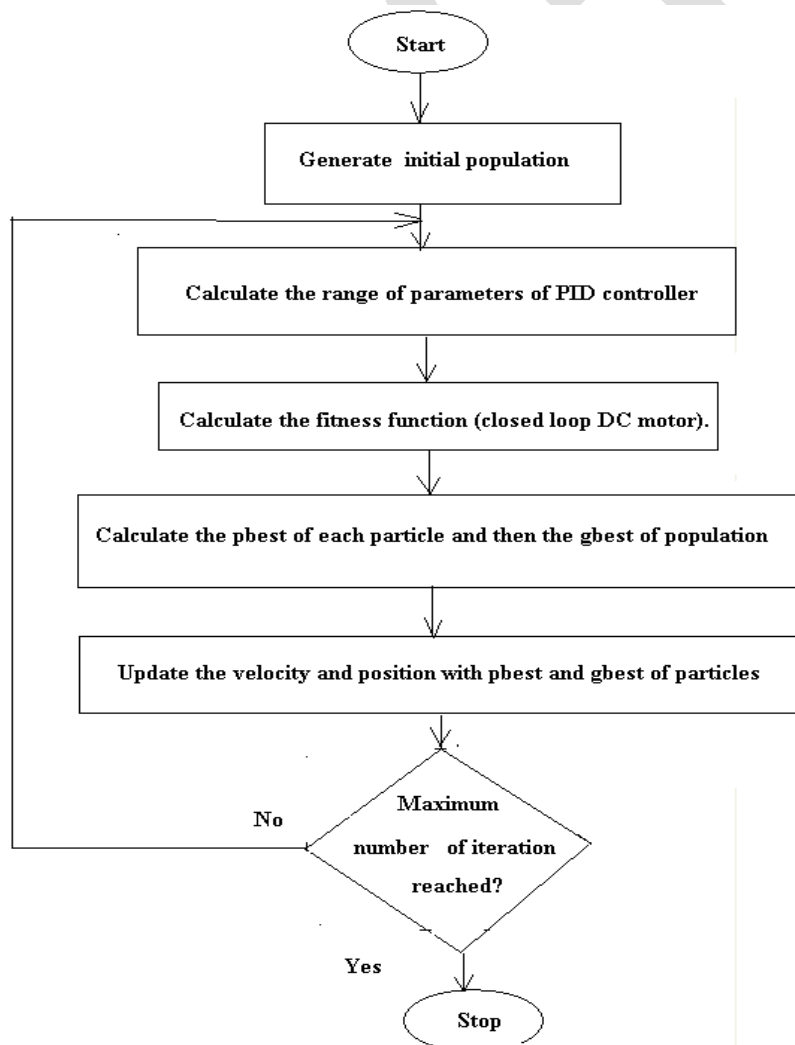 Start
Generate initial population
Calculate the range of parameters of PID controller
Calculate the fitness function (closed loop DC motor).
Calculate the pbest of each particle and then the gbest of population
Update the velocity and position with pbest and gbest of particles
No
Maximum
number of iteration
reached?
Yes
Stop